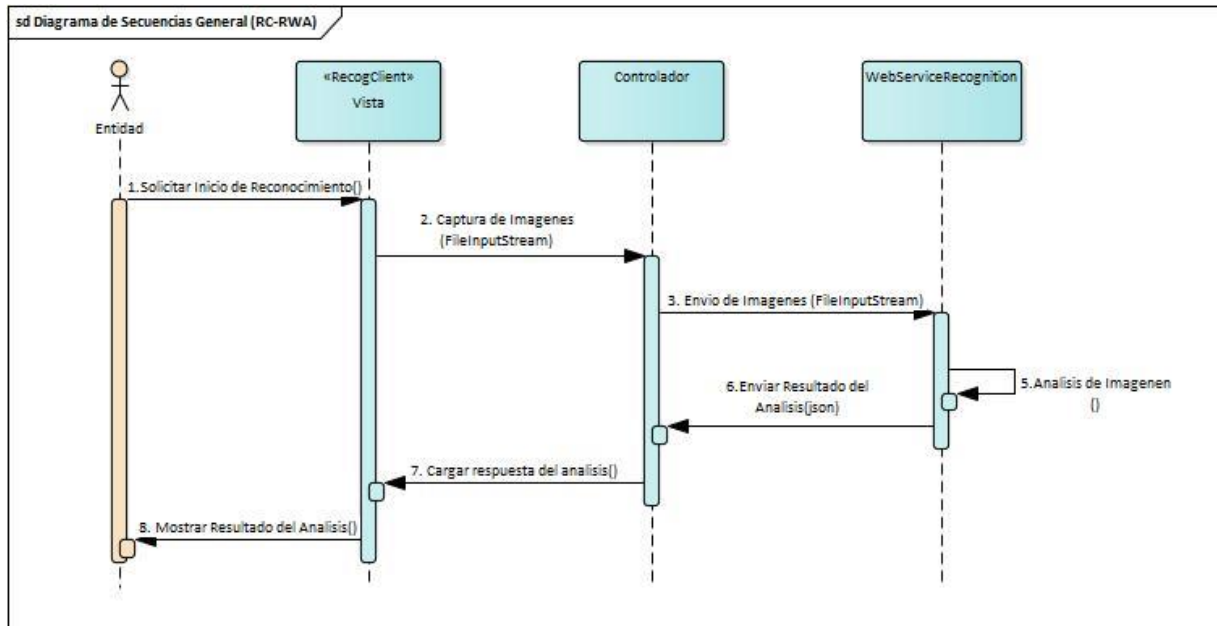 sd Diagrama de Secuencias General (RC-RWA)
«RecogClient»
Vista
Controlador
WebServiceRecognition
Entidad
1.Solicitar Inicio de Reconocimiento()
2. Captura de Imagenes
(FileInputStream)
3. Envio de Imagenes (FileInputStream)
5.Analisis de Imagenen
()
6.Enviar Resultado del
Analisis(json)
7. Cargar respuesta del analisis()
8. Mostrar Resultado del Analisis()